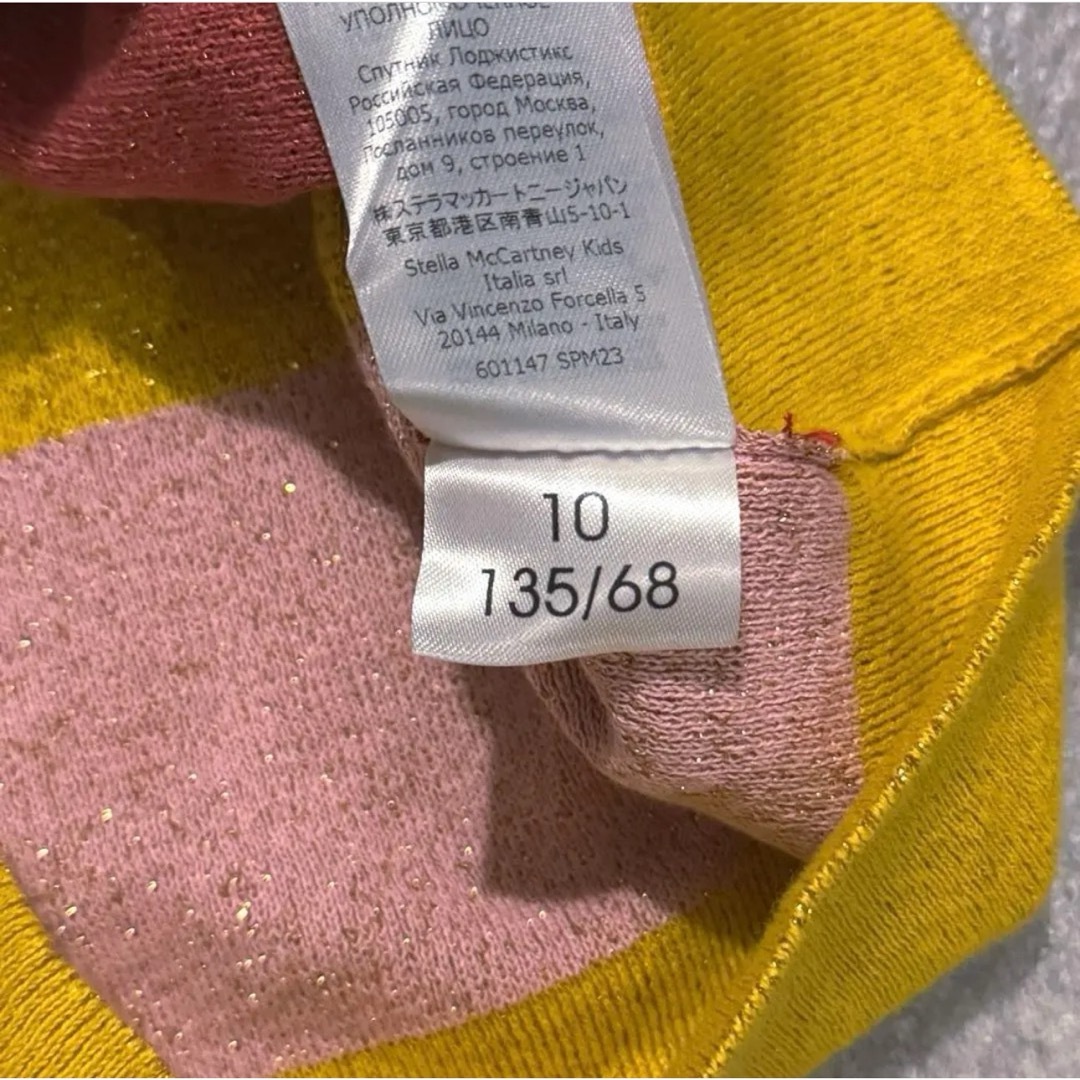 УПОЛНОМОЧЕННОЕ
ЛИЦО
Спутник Лоджистикс
Российская Федерация,
105005, город Москва,
Посланников переулок,
дом 9, строение 1
㈱ステラマッカートニージャパン
東京都港区南青山5-10-1
Stella McCartney Kids
Italia srl
Via Vincenzo Forcella 5
20144 Milano - Italy
601147 SPM23
10
135/68